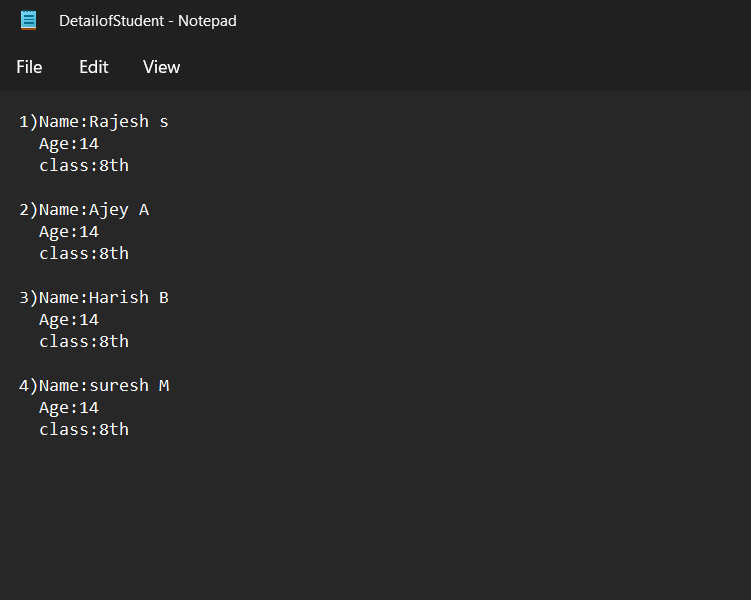 DetailofStudent - Notepad
File Edit View
1)Name:Rajesh s
Age:14
class:8th
2)Name:Ajey A
Age:14
class:8th
3)Name:Harish B
Age:14
class:8th
4)Name:suresh M
Age:14
class:8th